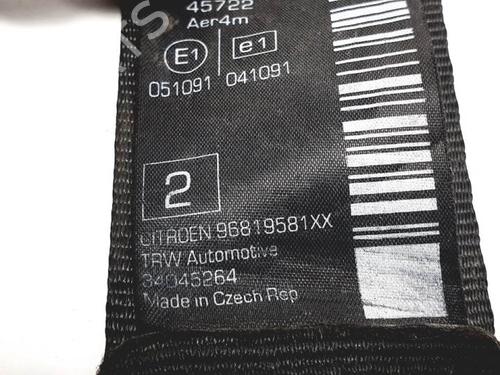 45722
Aer4m
E1 e1
051091 041091
2
CITROEN 96819581XX
TRW Automotive
34045264
Made in Czech Rep